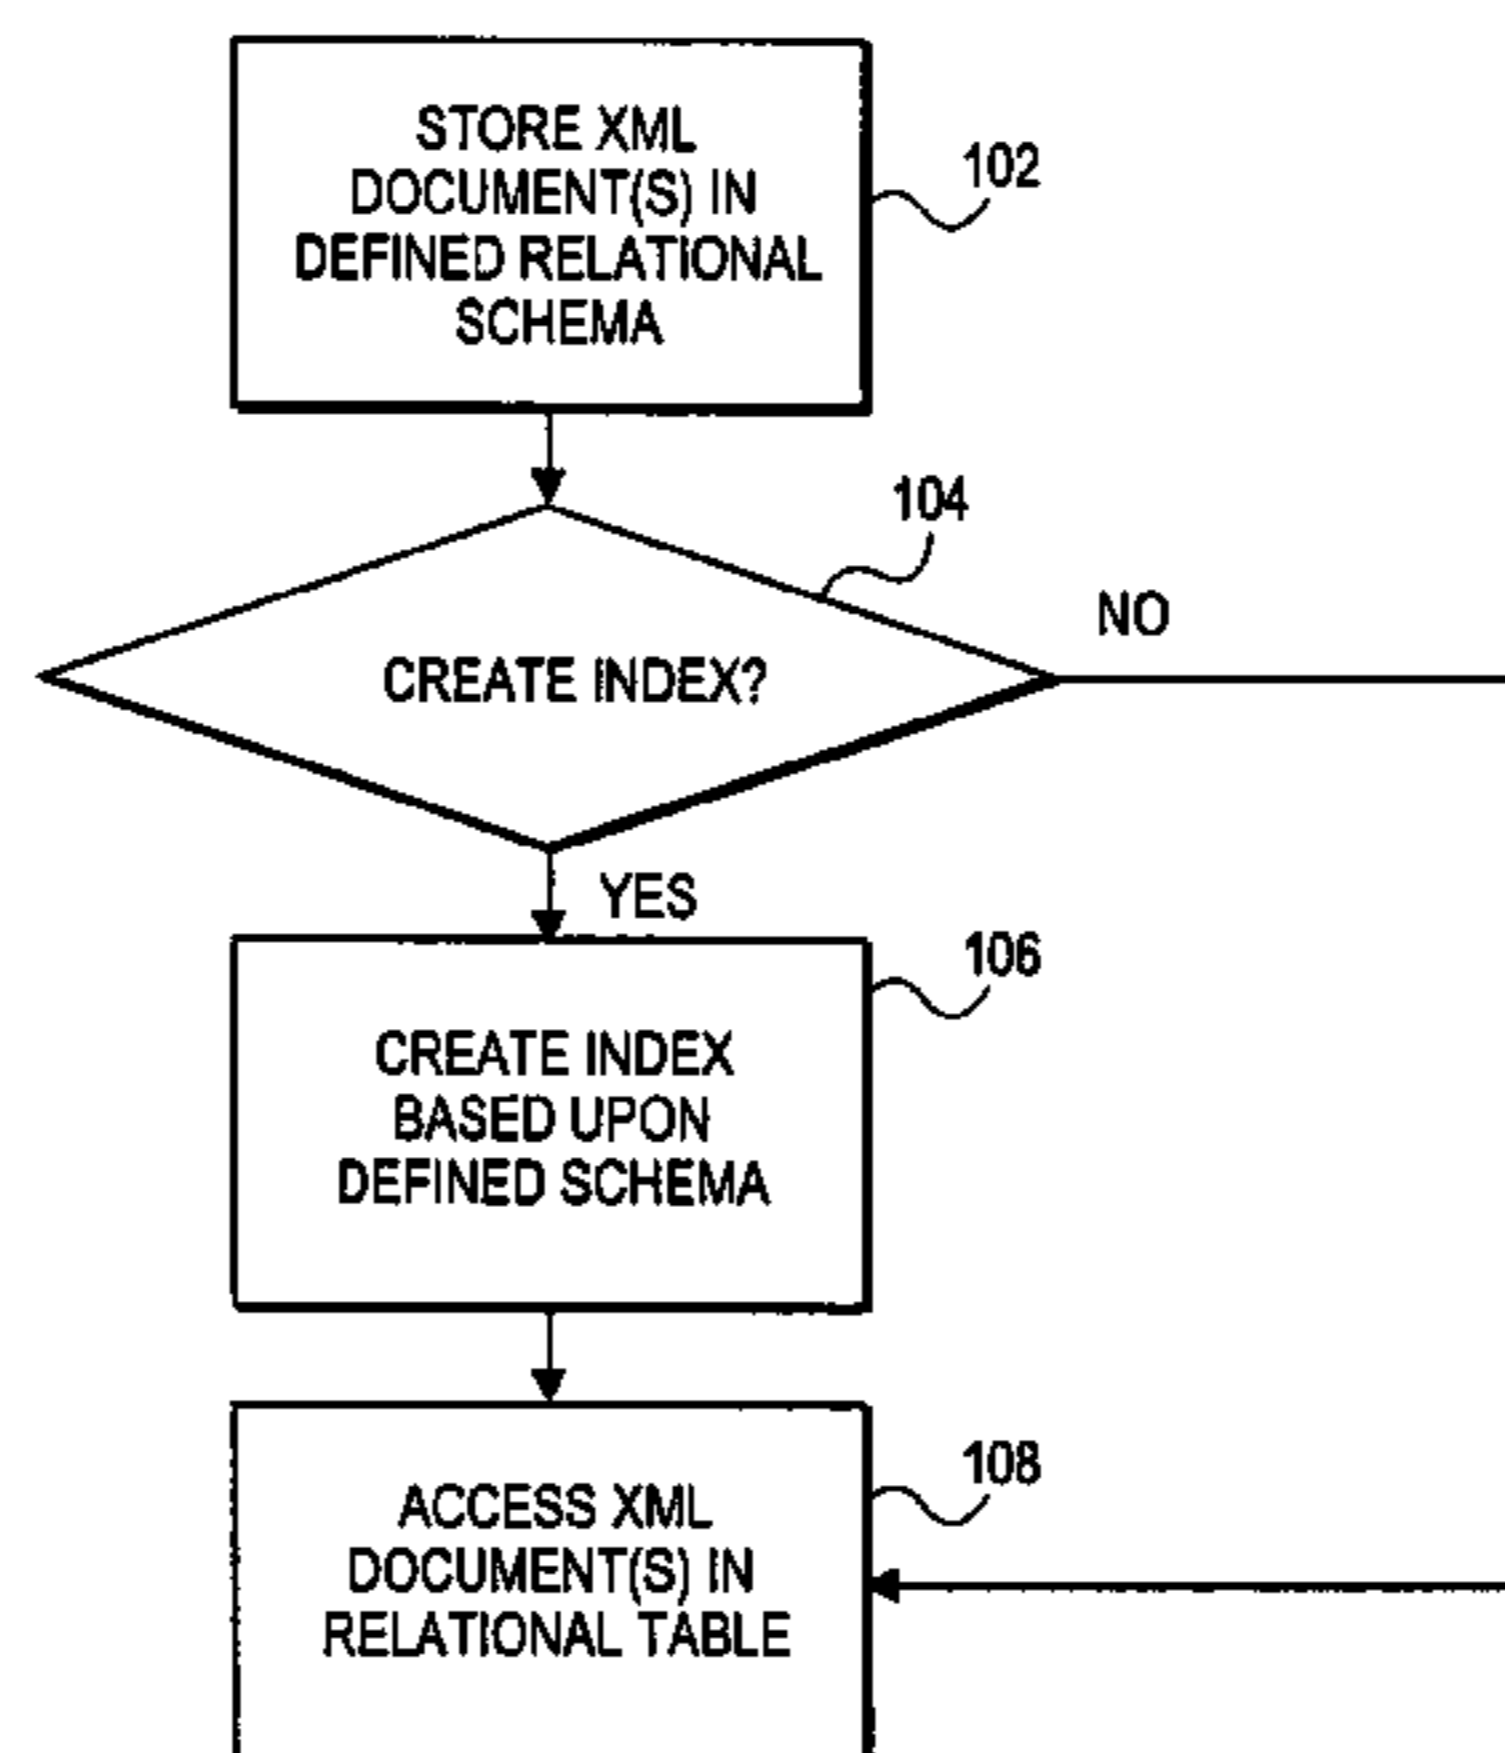 STORE XML
DOCUMENT(S) IN
DEFINED RELATIONAL
SCHEMA
102
104
NO
CREATE INDEX?
YES
106
CREATE INDEX
BASED UPON
DEFINED SCHEMA
108
ACCESS XML
DOCUMENT(S) IN
RELATIONAL TABLE